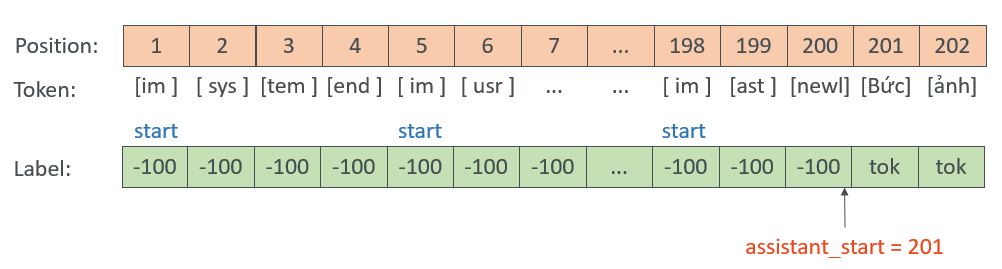 Position: 1 2 3 4 5 6 7 ... 198 199 200 201 202
Token: [im ] [ sys ] [tem ] [end ] [ im ] [ usr ] ... ... [ im ] [ast ] [newl] [Bức] [ảnh]
start start start
Label: -100 -100 -100 -100 -100 -100 -100 ... -100 -100 -100 tok tok
assistant_start = 201